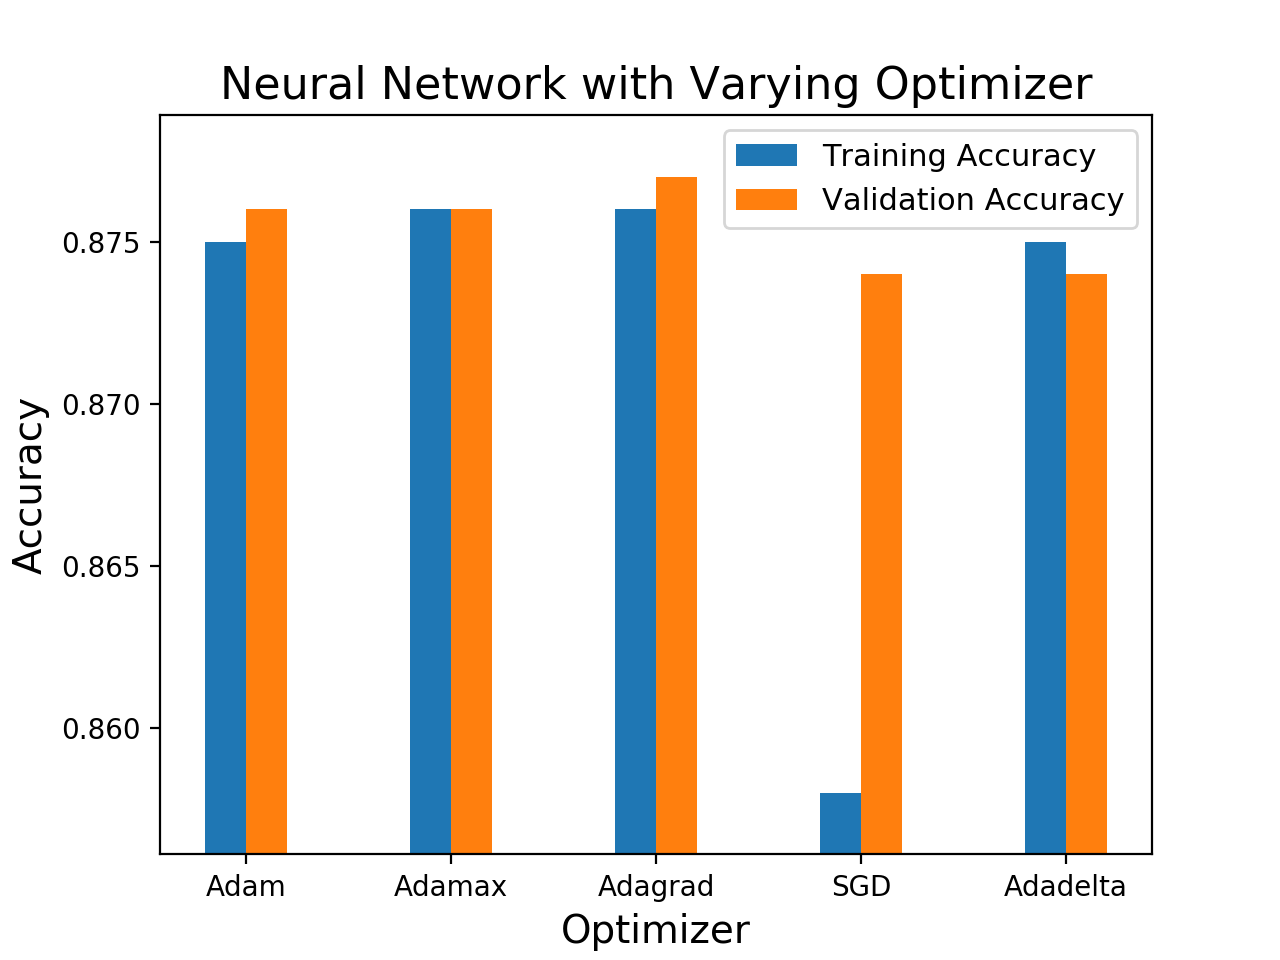 Neural Network with Varying Optimizer
Training Accuracy
Validation Accuracy
Accuracy
0.875
0.870
0.865
0.860
Adam Adamax Adagrad SGD Adadelta
Optimizer